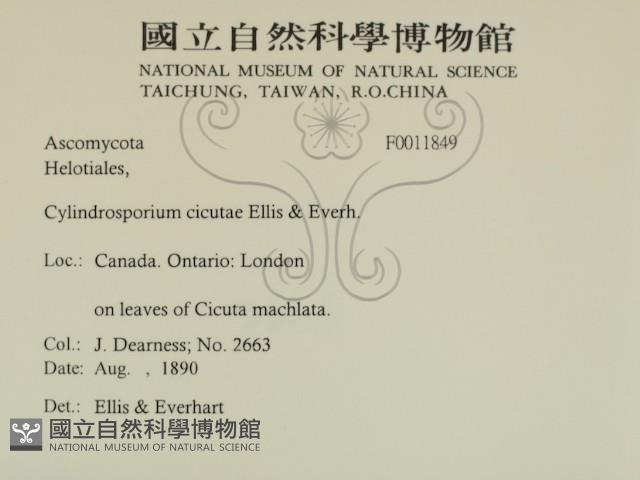 國立自然科學博物館
NATIONAL MUSEUM OF NATURAL SCIENCE
TAICHUNG, TAIWAN, R.O.CHINA
Ascomycota F0011849
Helotiales,
Cylindrosporium cicutae Ellis & Everh.
Loc.: Canada. Ontario: London
on leaves of Cicuta machlata.
Col.: J. Dearness; No. 2663
Date: Aug. , 1890
Det.: Ellis & Everhart
國立自然科學博物館
NATIONAL MUSEUM OF NATURAL SCIENCE